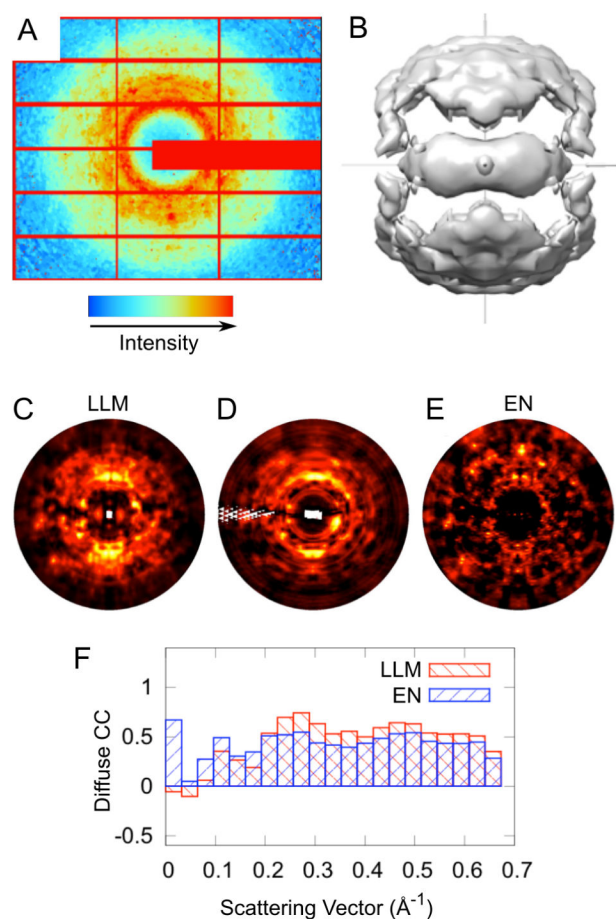 A
B
Intensity
C
LLM
D
E
EN
F
LLM
EN
1
0.5
0
-0.5
Diffuse CC
0
0.1
0.2
0.3
0.4
0.5
0.6
0.7
Scattering Vector (Å⁻¹)